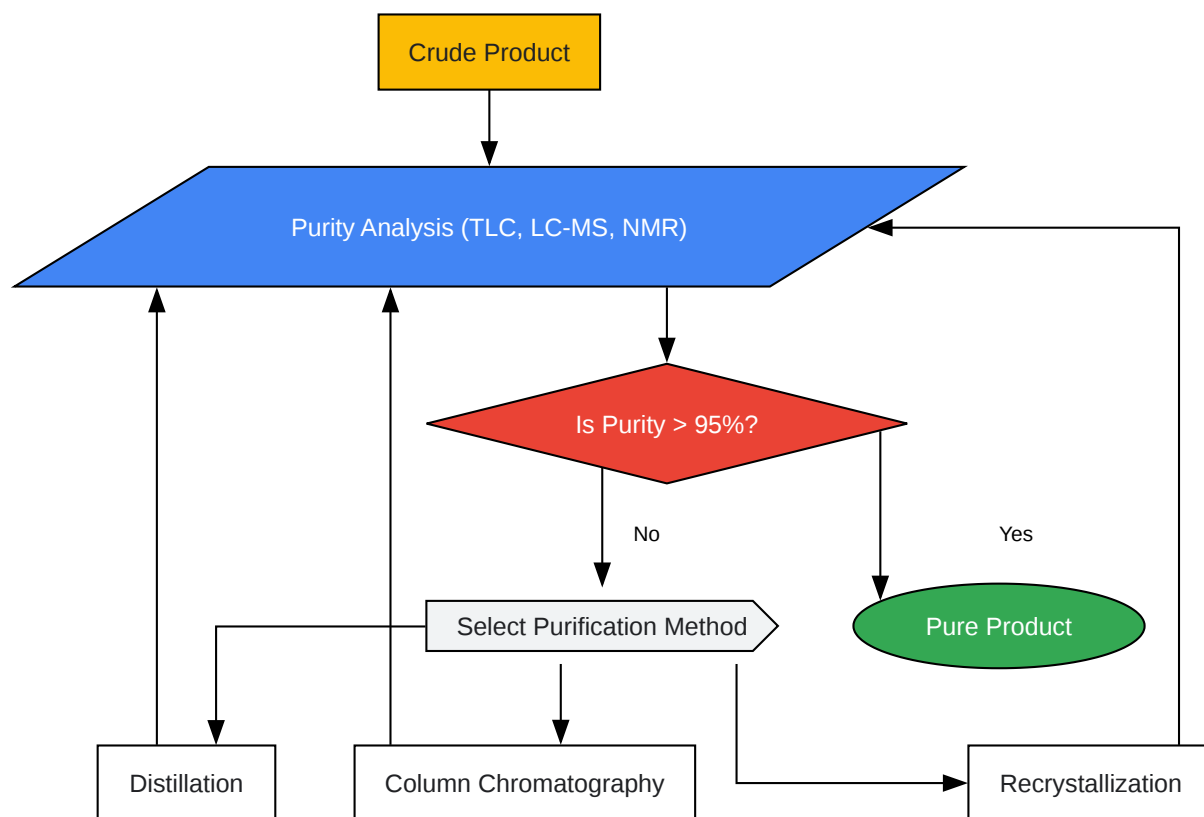 Crude Product
Purity Analysis (TLC, LC-MS, NMR)
Is Purity > 95%?
No
Yes
Select Purification Method
Pure Product
Distillation
Column Chromatography
Recrystallization